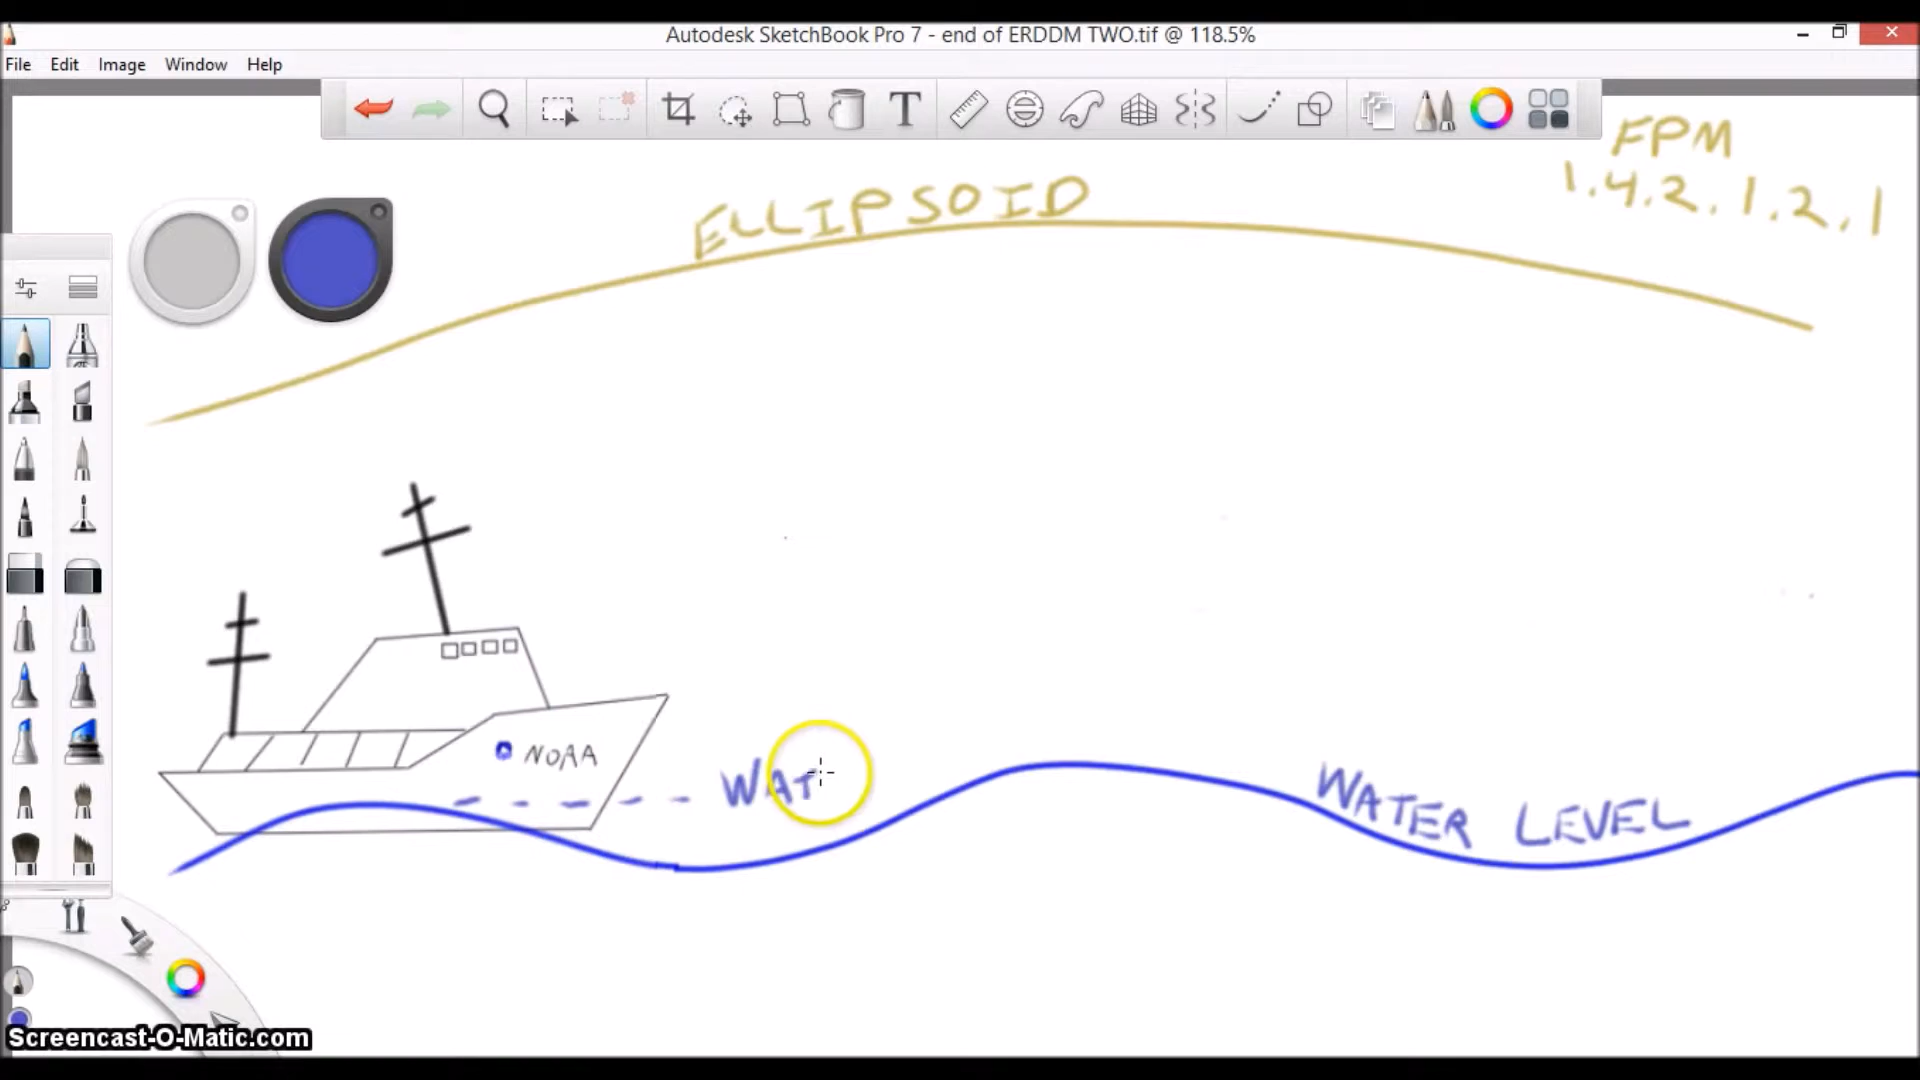 Autodesk SketchBook Pro 7 - end of ERDDM TWO.tif @ 118.5%
File Edit Image Window Help
T
FPM
1.4.2.1.2.1
ELLIPSOID
NOAA
WAT
WATER LEVEL
Screencast-O-Matic.com